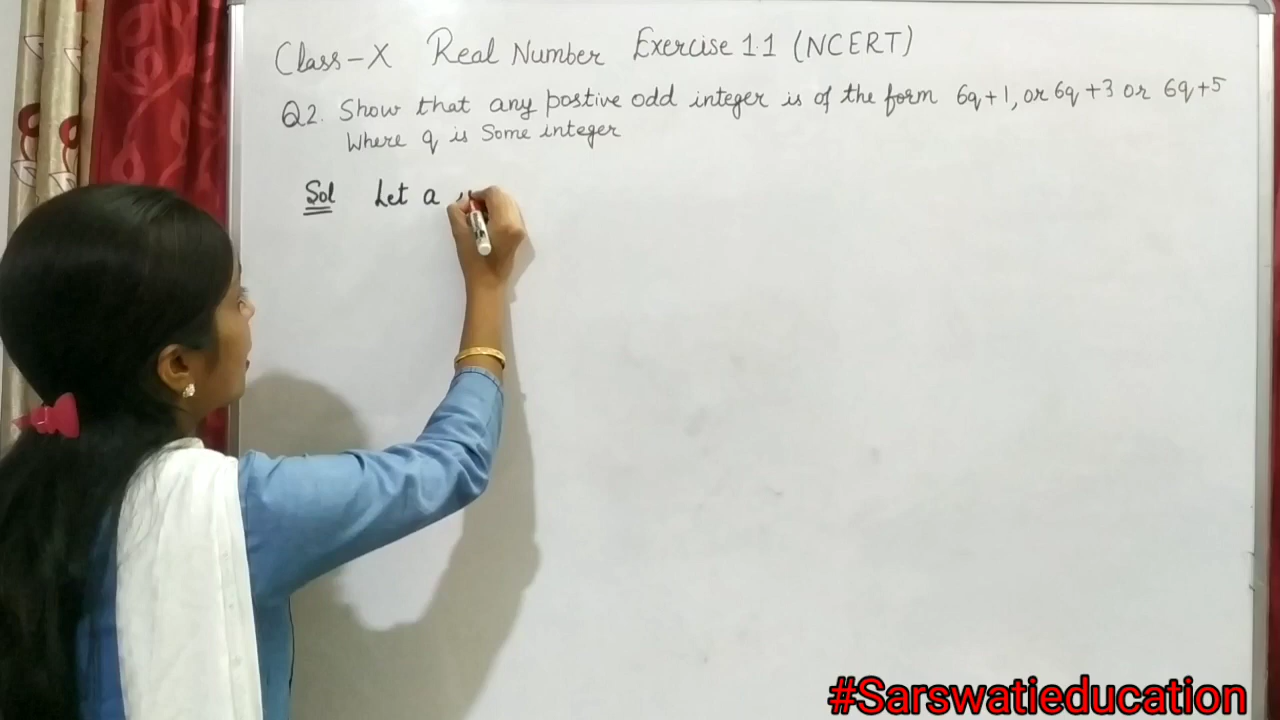 Class-X Real Number Exercise 1.1 (NCERT)
Q2. Show that any postive odd integer is of the form 6q+1, or 6q+3 or 6q+5
Where q is Some integer
Sol Let a
#Sarswatieducation